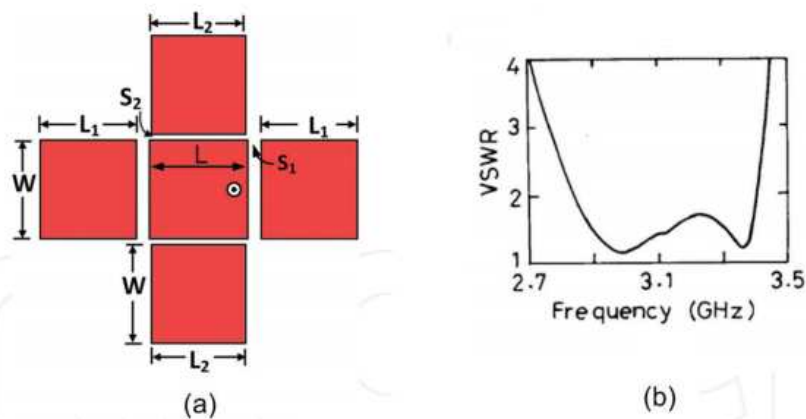 L₂
S₂
L₁
L₁
W
L
S₁
W
L₂
(a)
4
3
2
1
VSWR
2.7
3.1
3.5
Frequency (GHz)
(b)